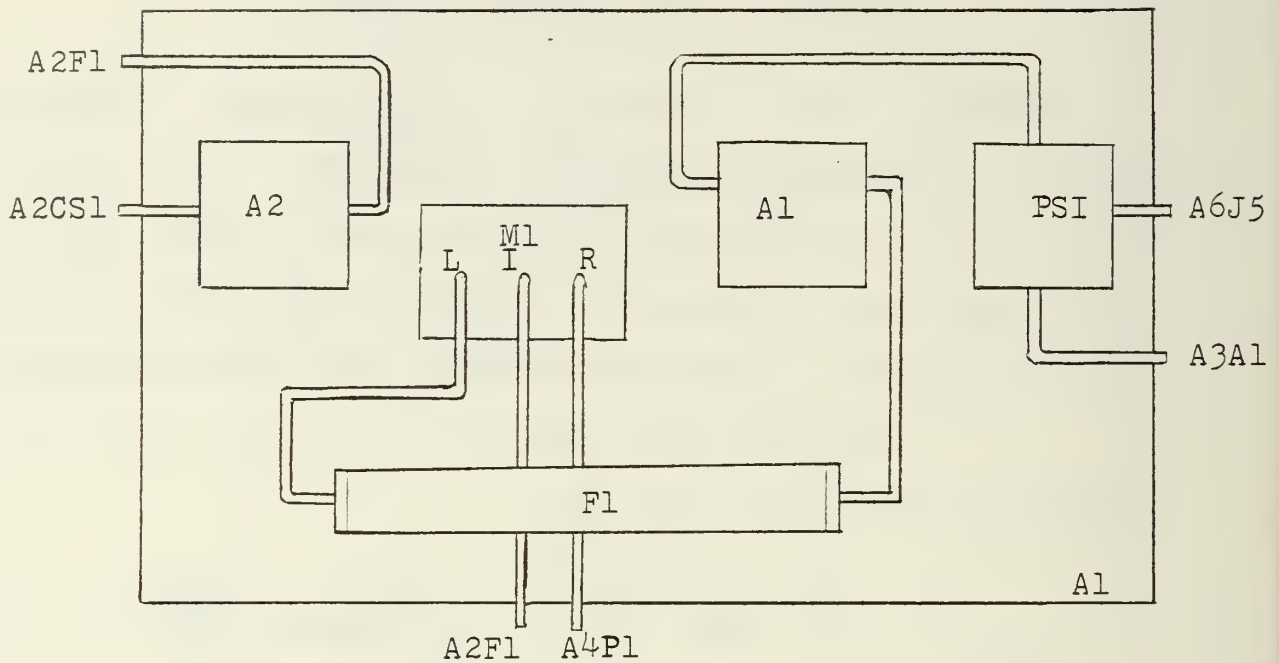 A2F1
A2CS1
A2
M1
L I R
A1
PSI
A6J5
A3A1
F1
A1
A2F1 A4P1